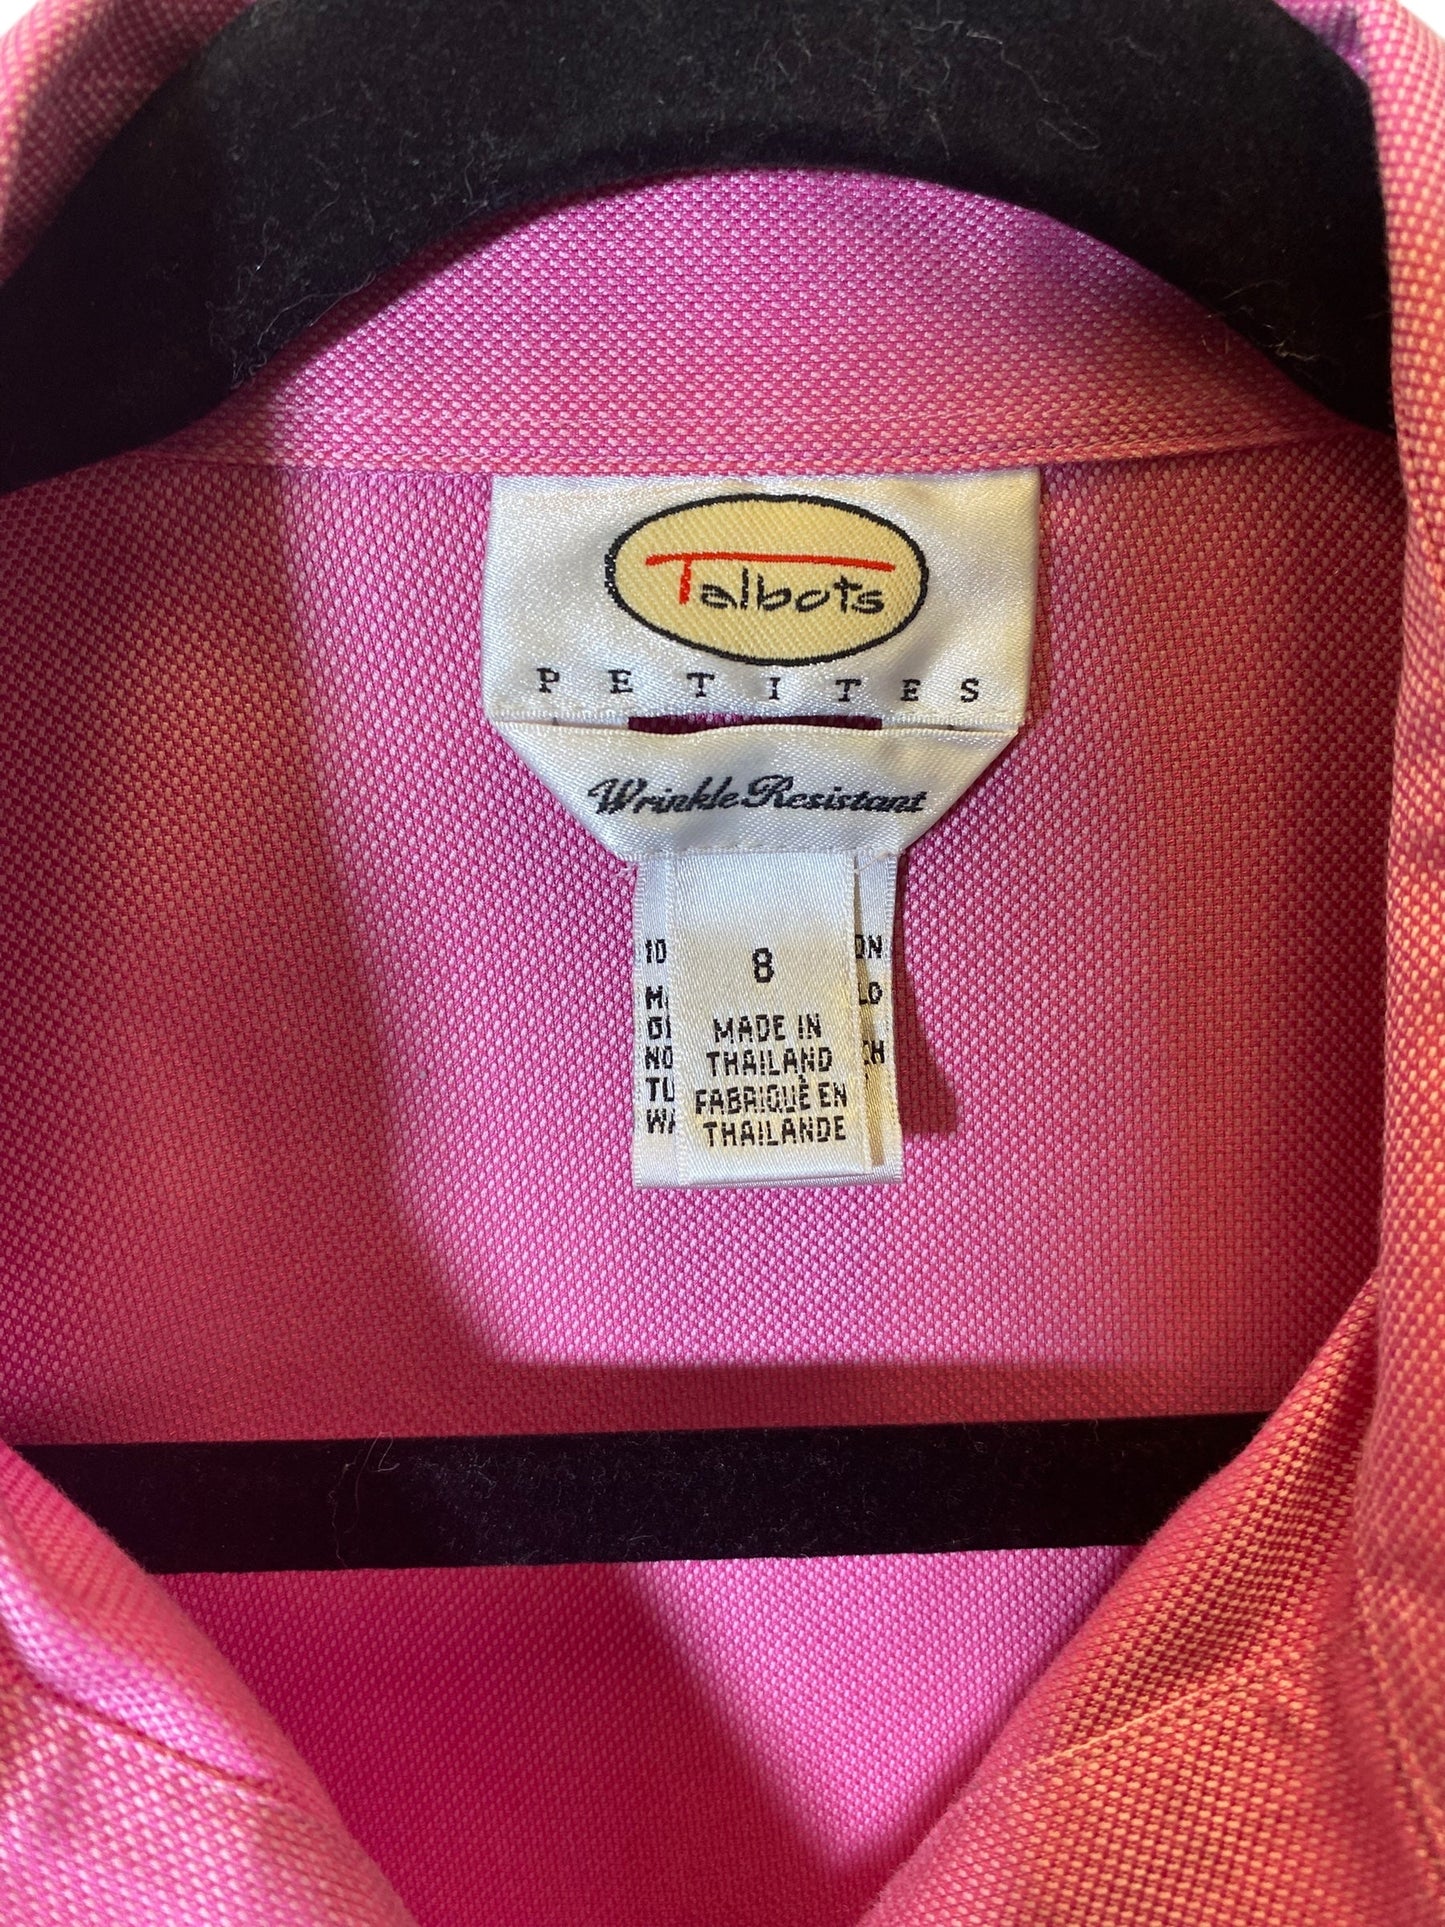 Talbots
PETITES
Wrinkle Resistant
8
MADE IN
THAILAND
FABRIQUÈ EN
THAILANDE